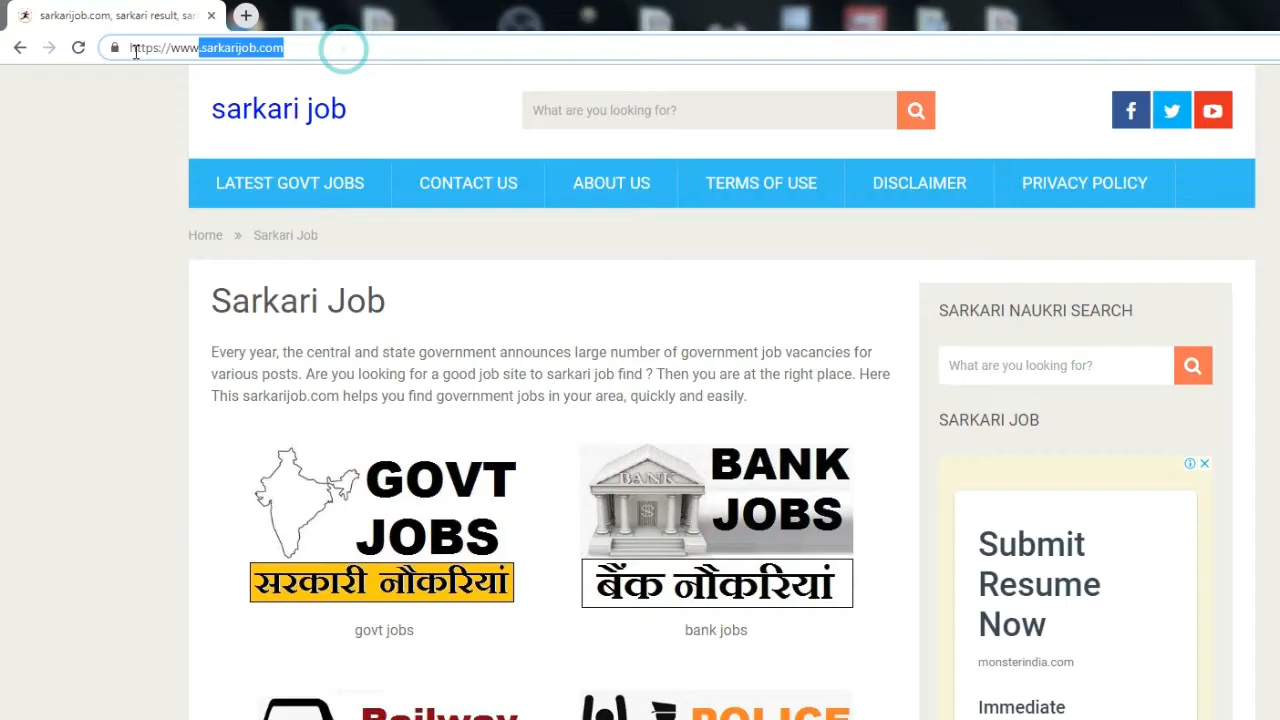 sarkarijob.com, sarkari result, sar
https://www.sarkarijob.com
sarkari job
What are you looking for?
LATEST GOVT JOBS
CONTACT US
ABOUT US
TERMS OF USE
DISCLAIMER
PRIVACY POLICY
Home » Sarkari Job
Sarkari Job
Every year, the central and state government announces large number of government job vacancies for
various posts. Are you looking for a good job site to sarkari job find ? Then you are at the right place. Here
This sarkarijob.com helps you find government jobs in your area, quickly and easily.
GOVT
JOBS
सरकारी नौकरियां
govt jobs
BANK
BANK
JOBS
बैंक नौकरियां
bank jobs
Railway
POLICE
SARKARI NAUKRI SEARCH
What are you looking for?
SARKARI JOB
Submit
Resume
Now
monsterindia.com
Immediate